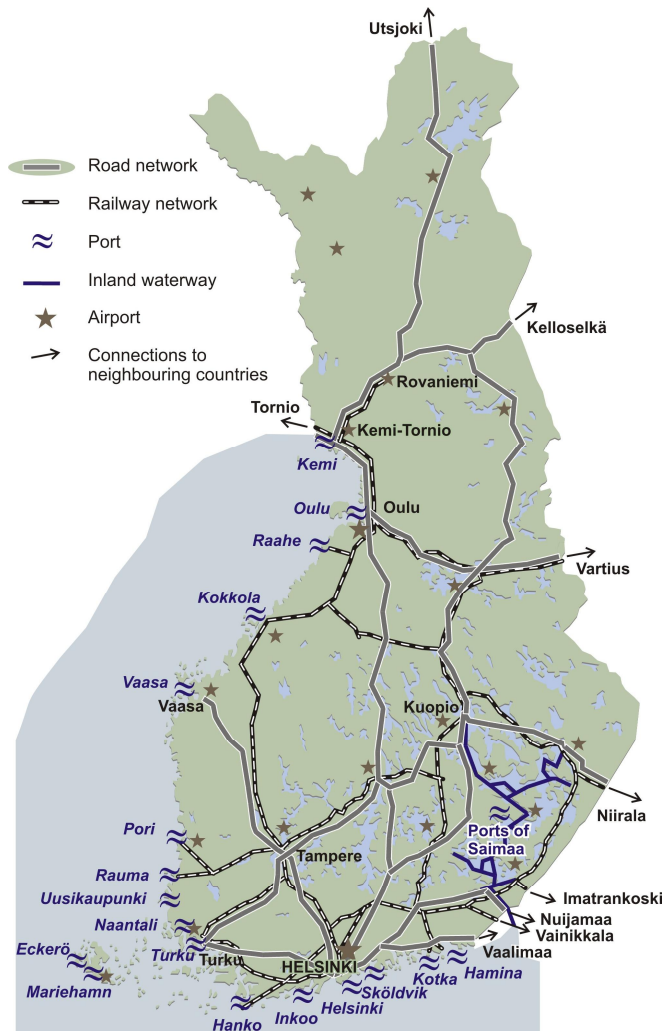 Utsjoki
Road network
Railway network
Port
Inland waterway
Airport
Connections to
neighbouring countries
Kelloselkä
Rovaniemi
Tornio
Kemi-Tornio
Kemi
Oulu
Oulu
Raahe
Vartius
Kokkola
Vaasa
Vaasa
Kuopio
Niirala
Ports of
Saimaa
Pori
Tampere
Rauma
Imatrankoski
Uusikaupunki
Nuijamaa
Naantali
Vainikkala
Turku
Turku
Vaalimaa
Eckerö
HELSINKI
Hamina
Kotka
Mariehamn
Sköldvik
Helsinki
Inkoo
Hanko